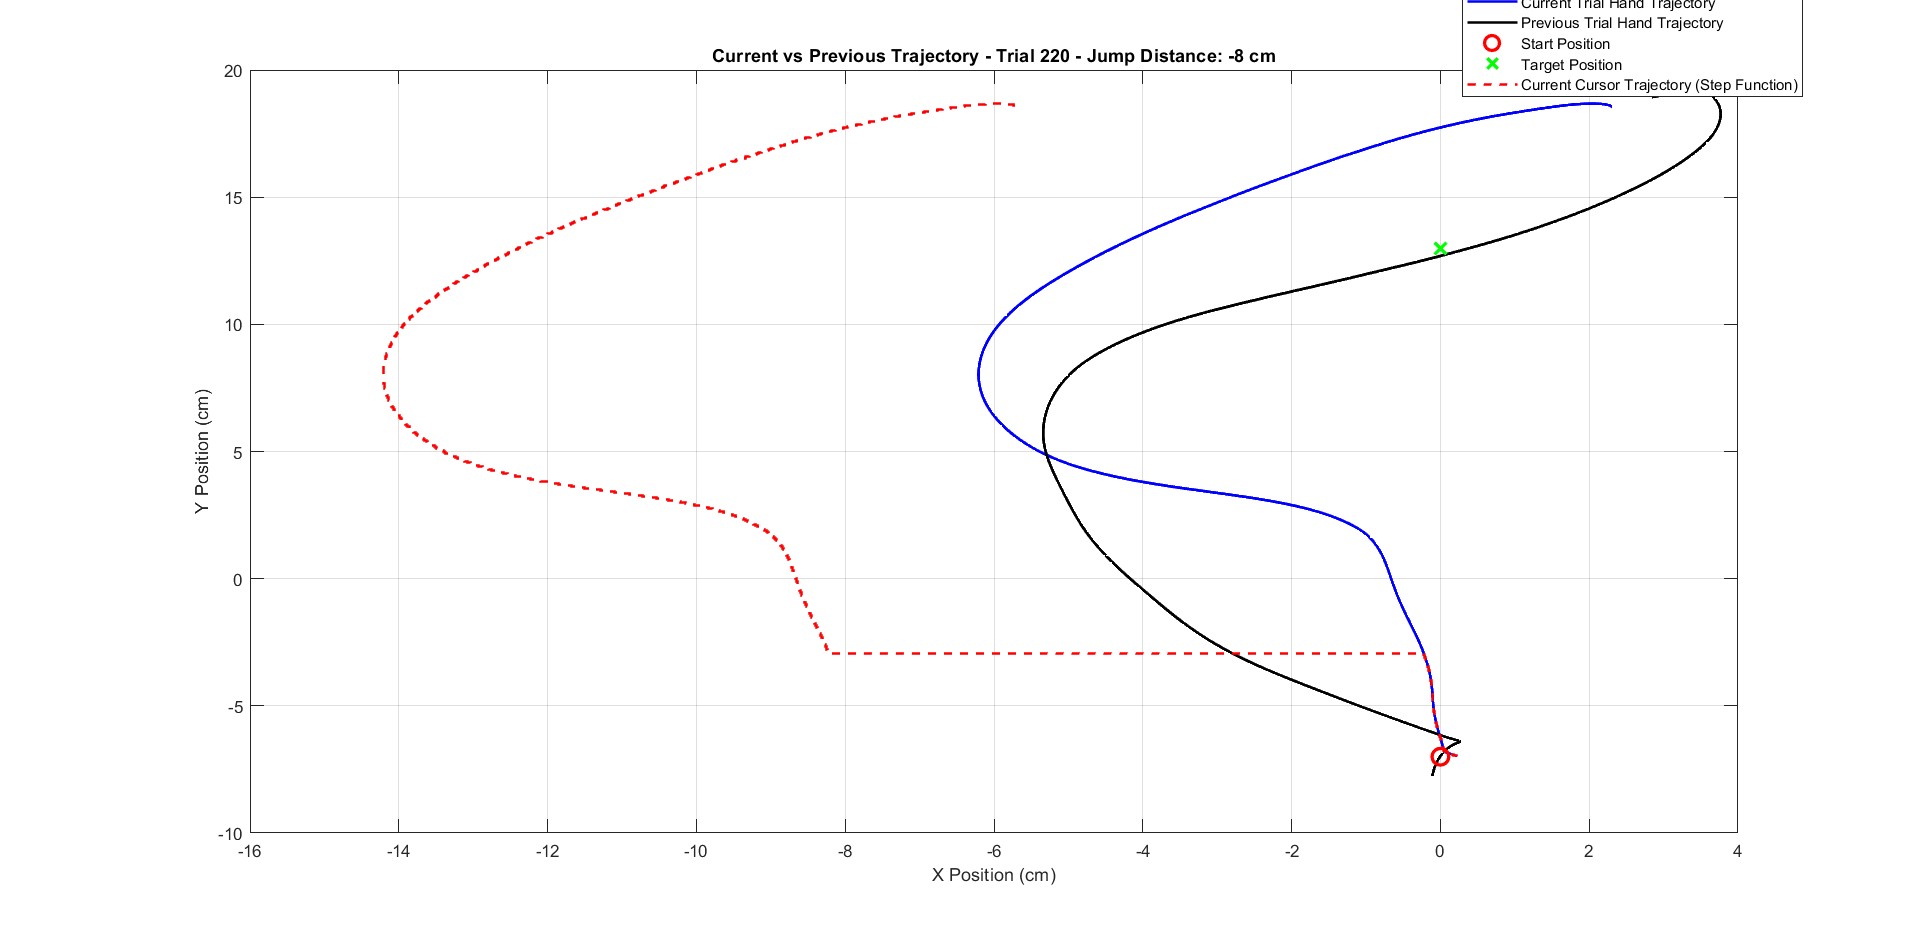 Current Trial Hand Trajectory
Previous Trial Hand Trajectory
Start Position
Target Position
Current Cursor Trajectory (Step Function)
Current vs Previous Trajectory - Trial 220 - Jump Distance: -8 cm
20
15
10
5
0
-5
-10
Y Position (cm)
-16 -14 -12 -10 -8 -6 -4 -2 0 2 4
X Position (cm)